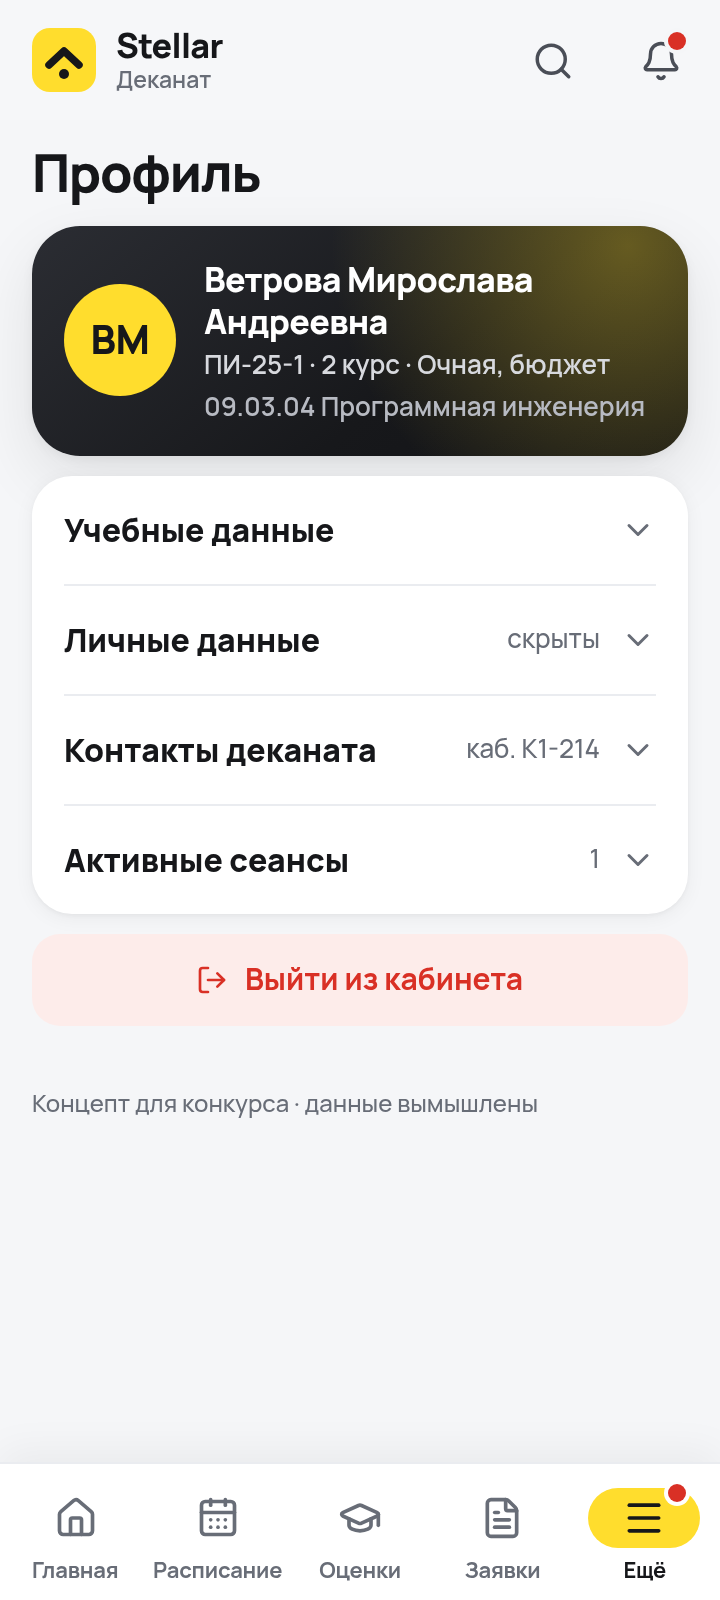 Stellar
Деканат
Профиль
ВМ
Ветрова Мирослава
Андреевна
ПИ-25-1 · 2 курс · Очная, бюджет
09.03.04 Программная инженерия
Учебные данные
Личные данные скрыты
Контакты деканата каб. К1-214
Активные сеансы 1
Выйти из кабинета
Концепт для конкурса · данные вымышлены
Главная Расписание Оценки Заявки Ещё